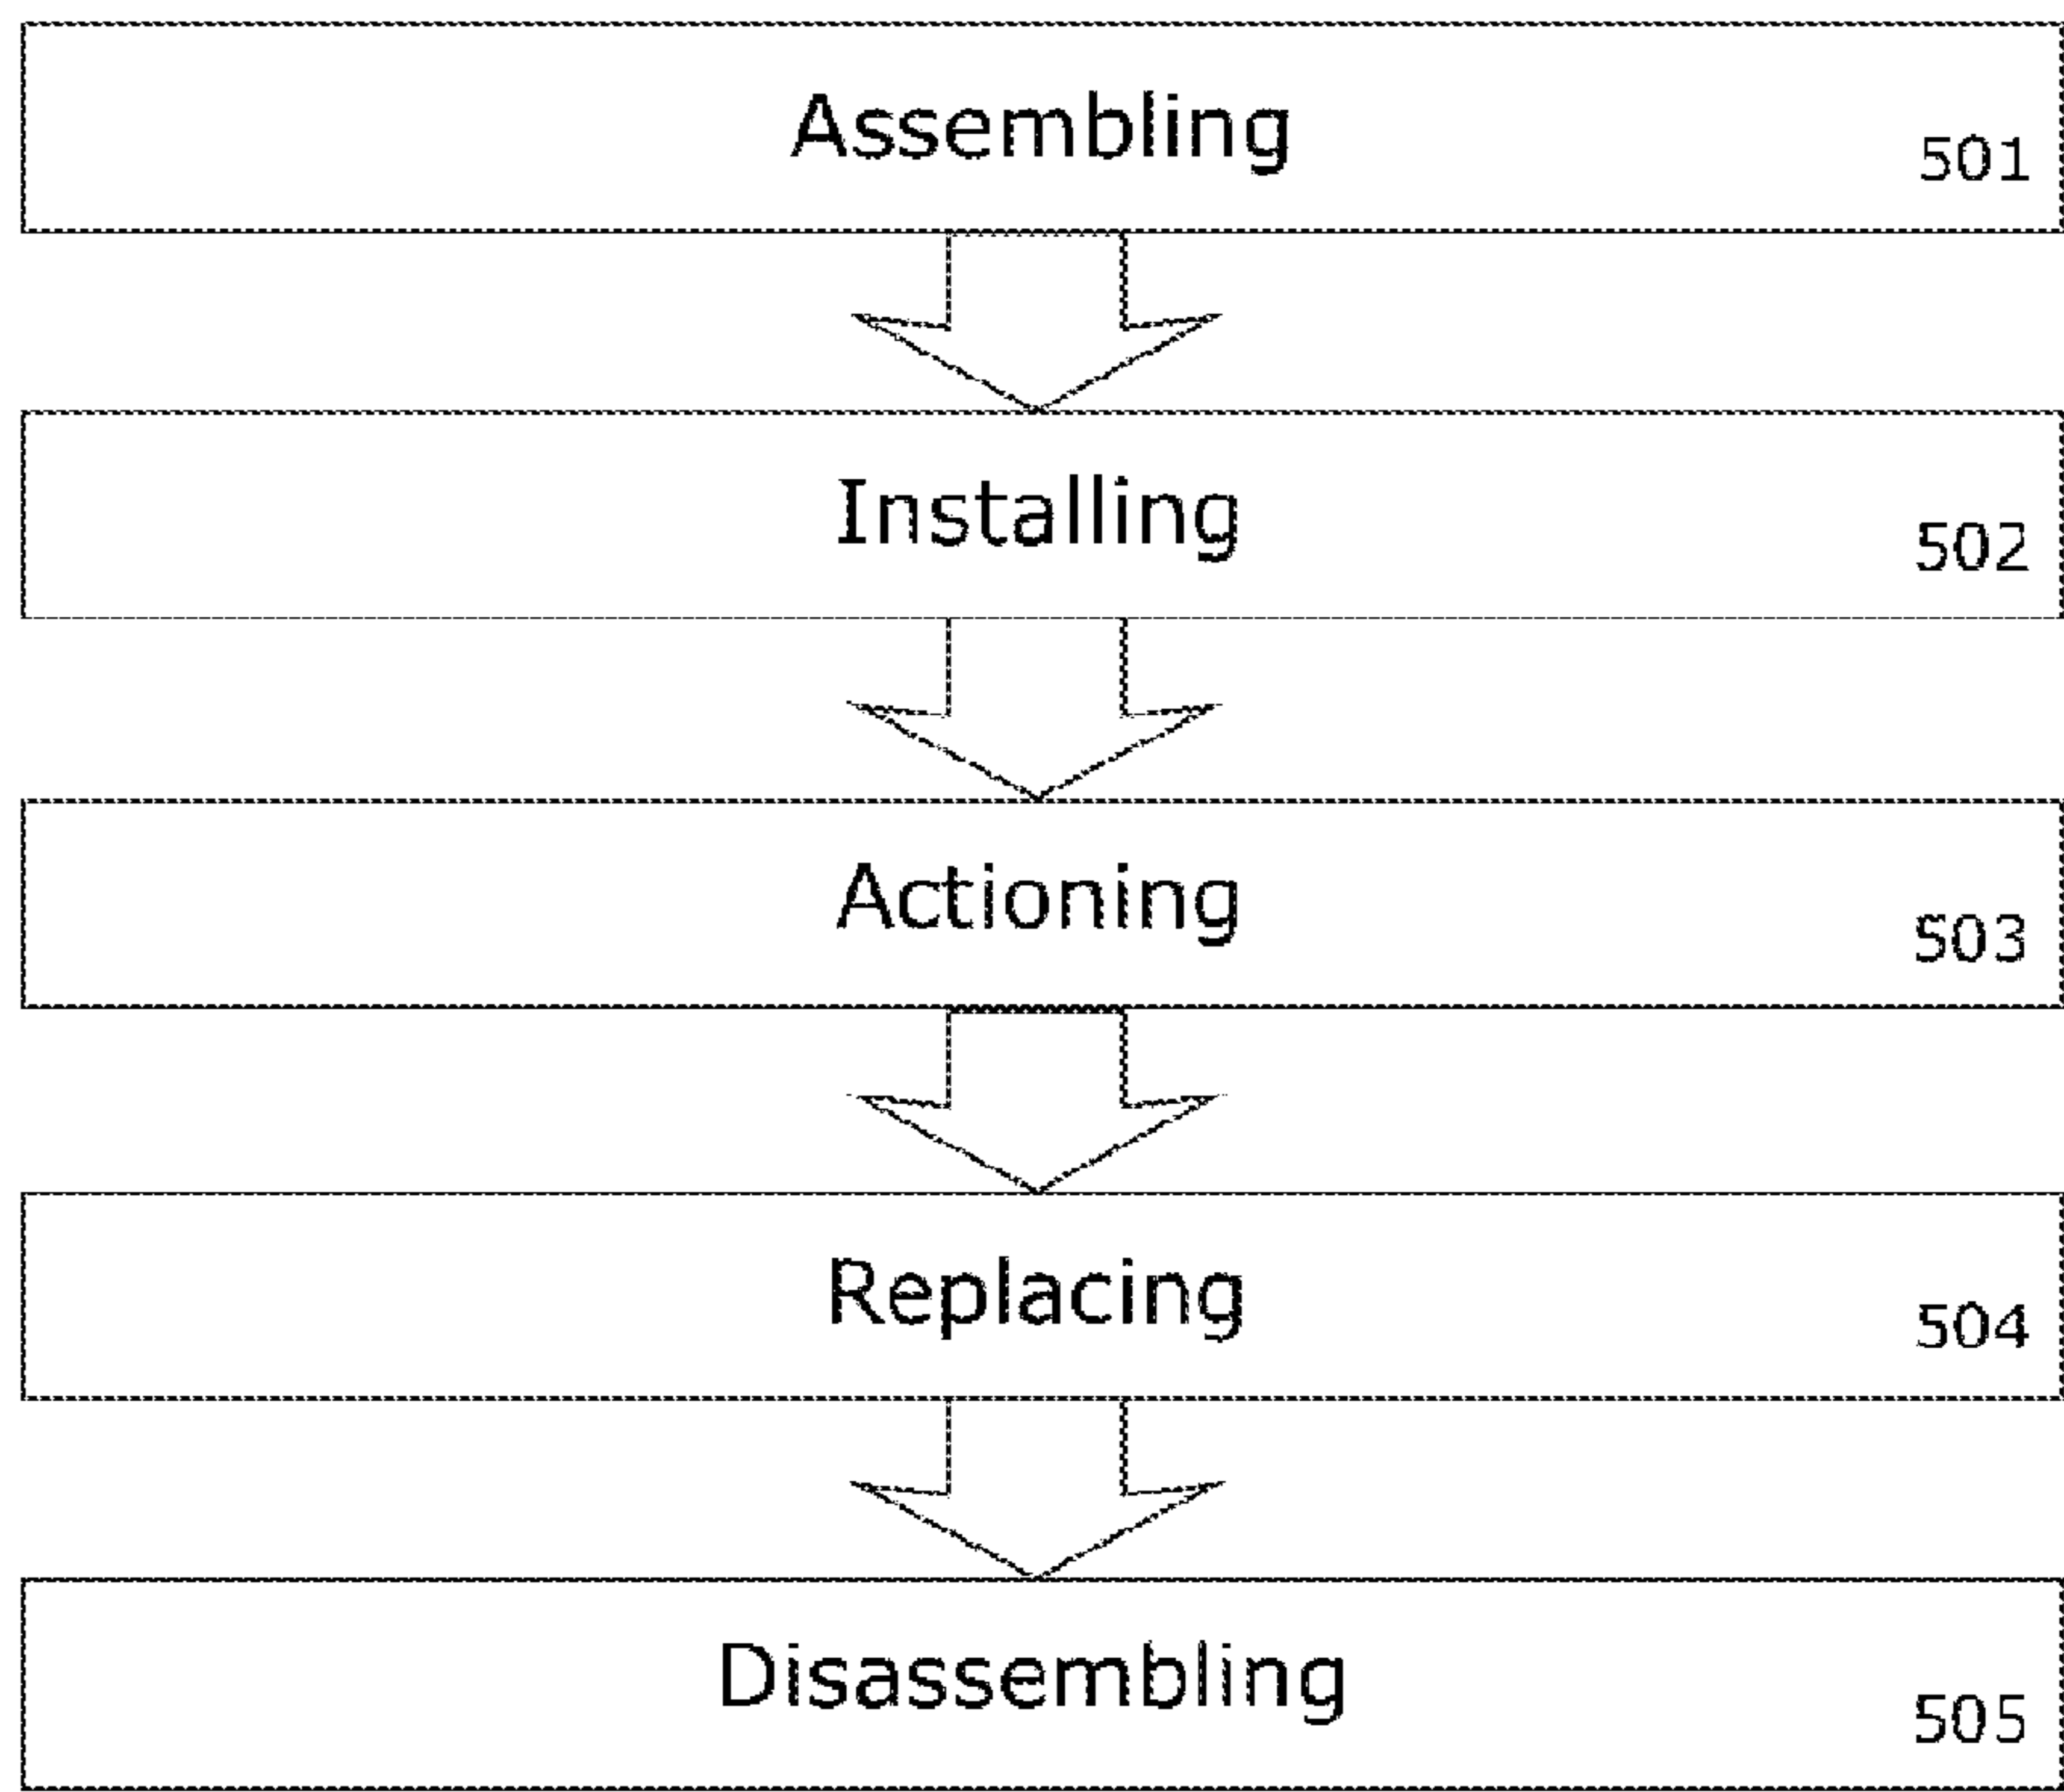 Assembling
501
Installing
502
Actioning
503
Replacing
504
Disassembling
505